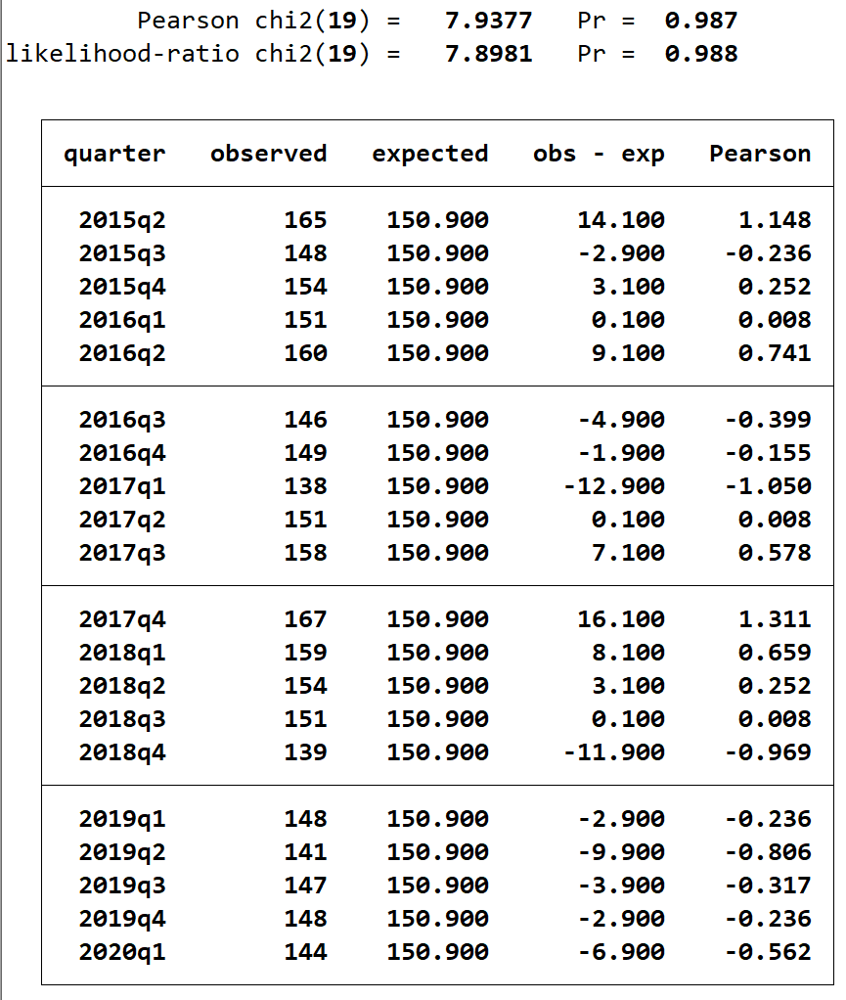 Pearson chi2(19) = 7.9377 Pr = 0.987
likelihood-ratio chi2(19) = 7.8981 Pr = 0.988
quarter observed expected obs - exp Pearson
2015q2 165 150.900 14.100 1.148
2015q3 148 150.900 -2.900 -0.236
2015q4 154 150.900 3.100 0.252
2016q1 151 150.900 0.100 0.008
2016q2 160 150.900 9.100 0.741
2016q3 146 150.900 -4.900 -0.399
2016q4 149 150.900 -1.900 -0.155
2017q1 138 150.900 -12.900 -1.050
2017q2 151 150.900 0.100 0.008
2017q3 158 150.900 7.100 0.578
2017q4 167 150.900 16.100 1.311
2018q1 159 150.900 8.100 0.659
2018q2 154 150.900 3.100 0.252
2018q3 151 150.900 0.100 0.008
2018q4 139 150.900 -11.900 -0.969
2019q1 148 150.900 -2.900 -0.236
2019q2 141 150.900 -9.900 -0.806
2019q3 147 150.900 -3.900 -0.317
2019q4 148 150.900 -2.900 -0.236
2020q1 144 150.900 -6.900 -0.562